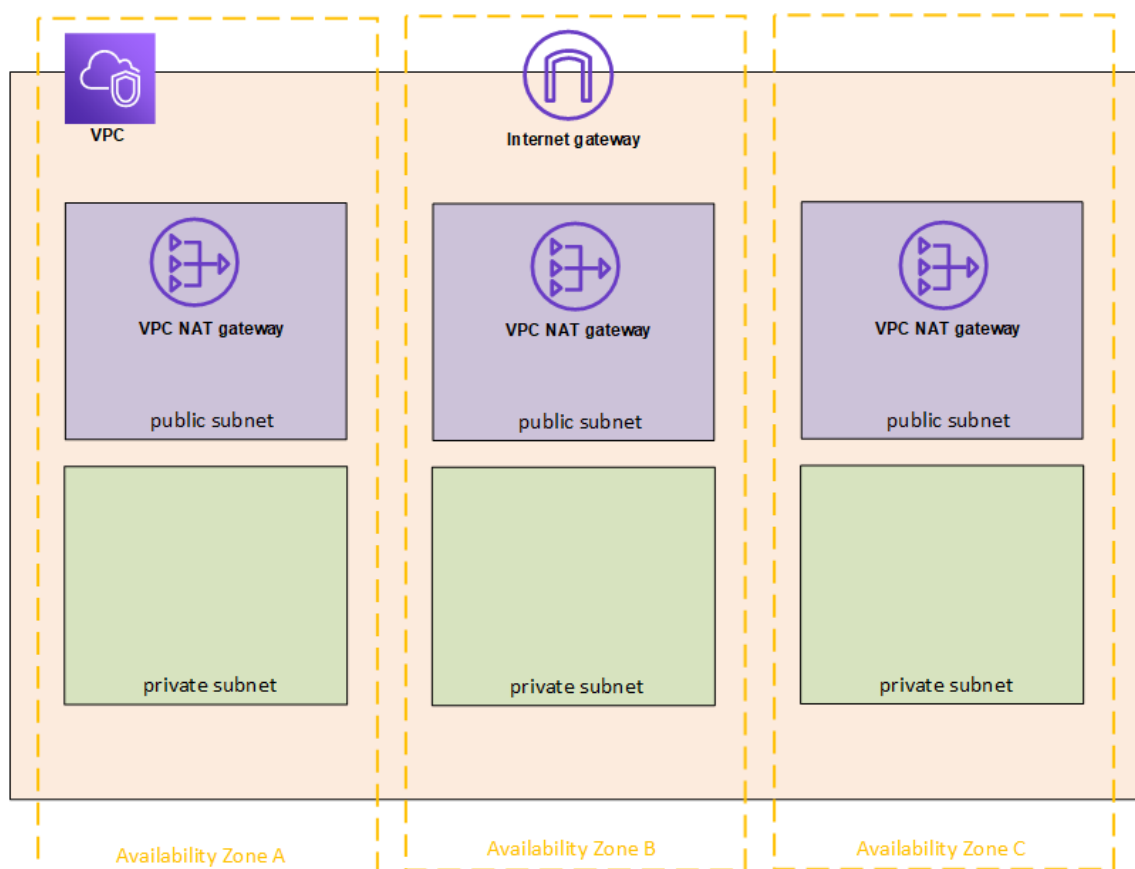 VPC
Internet gateway
VPC NAT gateway
VPC NAT gateway
VPC NAT gateway
public subnet
public subnet
public subnet
private subnet
private subnet
private subnet
Availability Zone A
Availability Zone B
Availability Zone C